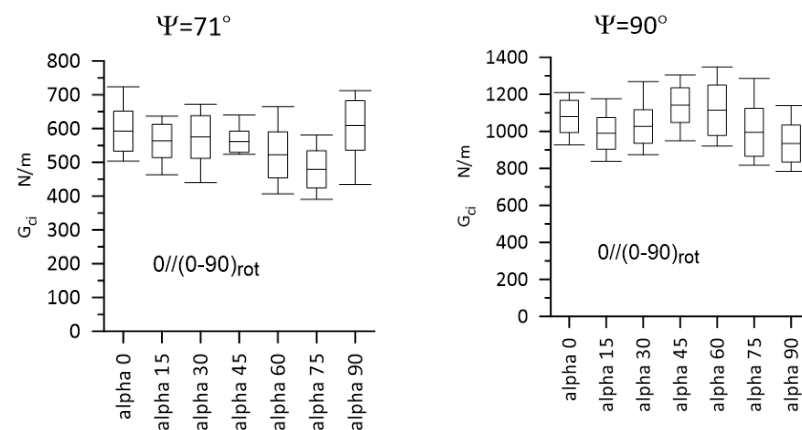 Ψ=71°
800
700
600
500
400
300
200
100
0
G_ci N/m
0//(0-90)rot
alpha 0
alpha 15
alpha 30
alpha 45
alpha 60
alpha 75
alpha 90
Ψ=90°
1400
1200
1000
800
600
400
200
0
G_ci N/m
0//(0-90)rot
alpha 0
alpha 15
alpha 30
alpha 45
alpha 60
alpha 75
alpha 90